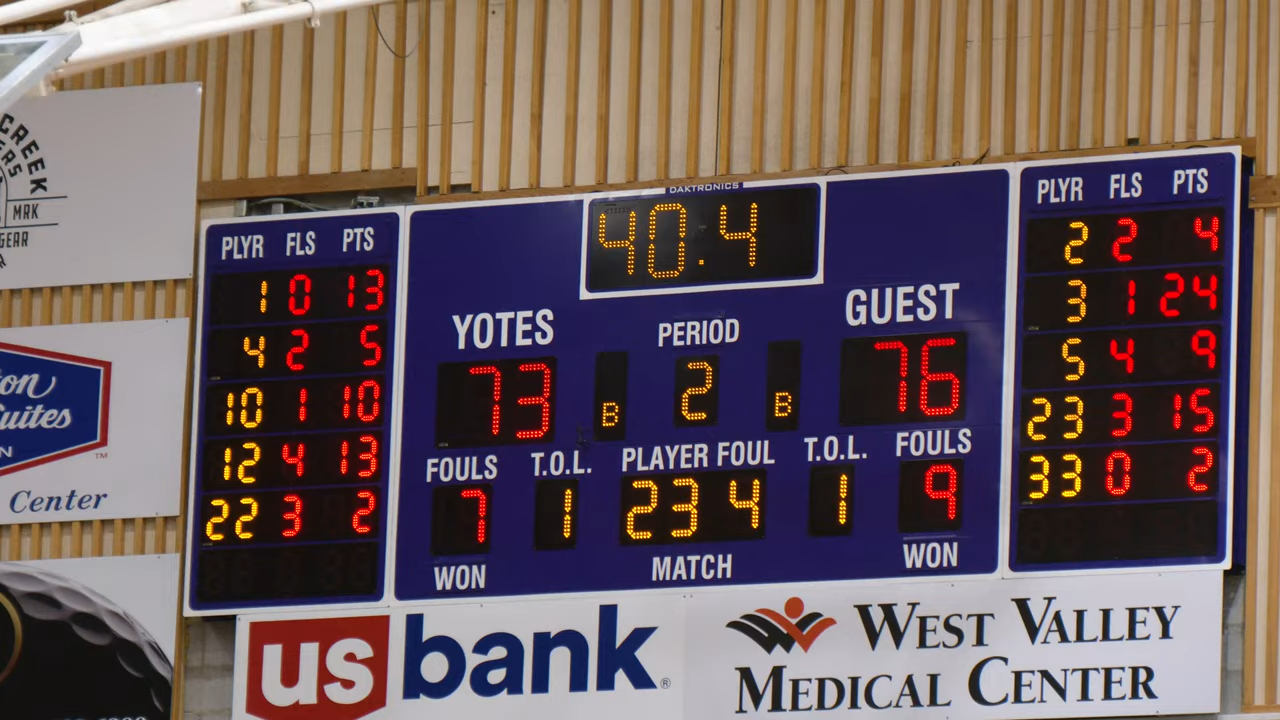 CREEK
MRK
GEAR
on
Suites
N
TM
Center
DAKTRONICS
40.4
PLYR FLS PTS
1 0 13
4 2 5
10 1 10
12 4 13
22 3 2
YOTES PERIOD GUEST
73 B 2 B 76
FOULS T.O.L. PLAYER FOUL T.O.L. FOULS
7 1 23 4 1 9
WON MATCH WON
PLYR FLS PTS
2 2 4
3 1 24
5 4 9
23 3 15
33 0 2
us bank ®
WEST VALLEY
MEDICAL CENTER